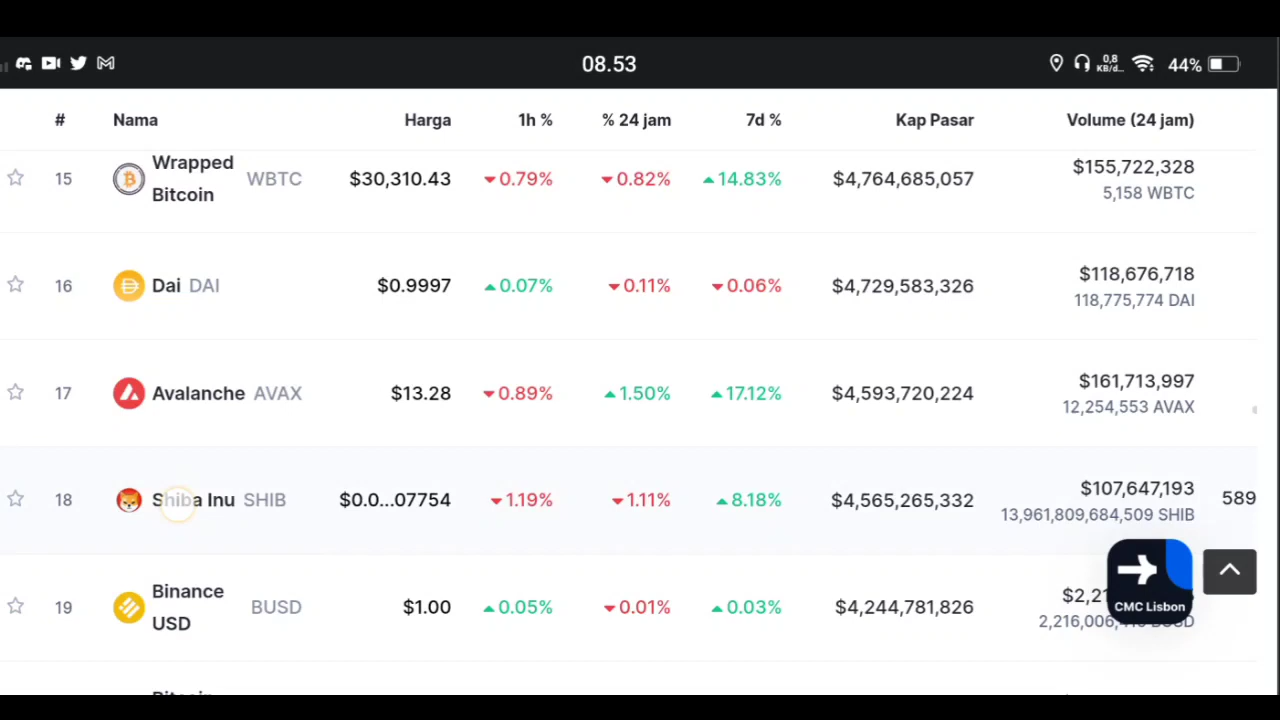 08.53
0,8
KB/d...
44%
# Nama Harga 1h % % 24 jam 7d % Kap Pasar Volume (24 jam)
15 Wrapped Bitcoin WBTC $30,310.43 0.79% 0.82% 14.83% $4,764,685,057 $155,722,328
5,158 WBTC
16 Dai DAI $0.9997 0.07% 0.11% 0.06% $4,729,583,326 $118,676,718
118,775,774 DAI
17 Avalanche AVAX $13.28 0.89% 1.50% 17.12% $4,593,720,224 $161,713,997
12,254,553 AVAX
18 Shiba Inu SHIB $0.0...07754 1.19% 1.11% 8.18% $4,565,265,332 $107,647,193 589
13,961,809,684,509 SHIB
19 Binance USD BUSD $1.00 0.05% 0.01% 0.03% $4,244,781,826
CMC Lisbon